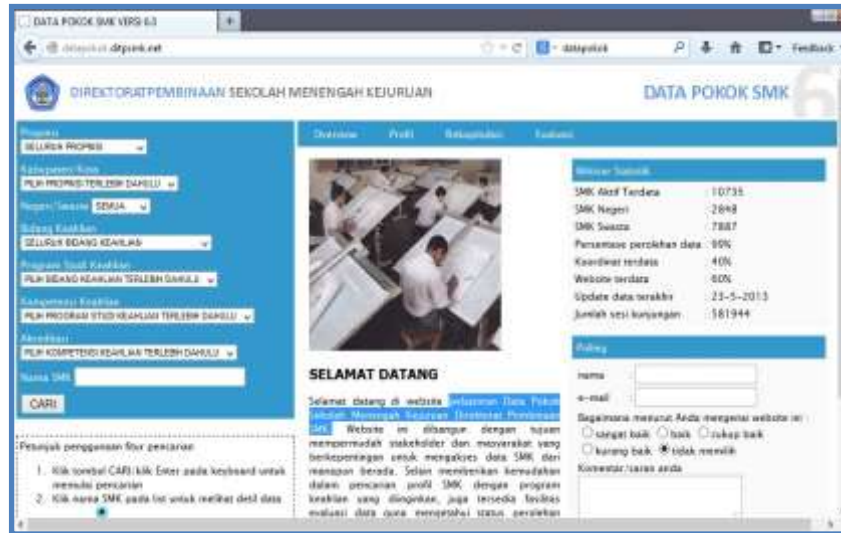 DATA POKOK SMK VERSI 6.0
datapokok.ditpsmk.net
datapokok
Feedback
DIREKTORATPEMBINAAN SEKOLAH MENENGAH KEJURUAN
DATA POKOK SMK
Propinsi
SELURUH PROPINSI
Kabupaten/Kota
PILIH PROPINSI TERLEBIH DAHULU
Negeri/Swasta SEMUA
Bidang Keahlian
SELURUH BIDANG KEAHLIAN
Program Studi Keahlian
PILIH BIDANG KEAHLIAN TERLEBIH DAHULU
Kompetensi Keahlian
PILIH PROGRAM STUDI KEAHLIAN TERLEBIH DAHULU
Akreditasi
PILIH KOMPETENSI KEAHLIAN TERLEBIH DAHULU
Nama SMK
CARI
Petunjuk penggunaan fitur pencarian
1. Klik tombol CARI/klik Enter pada keyboard untuk
memulai pencarian
2. Klik nama SMK pada list untuk melihat detil data
Overview Profil Rekapitulasi Evaluasi
SELAMAT DATANG
Selamat datang di website pelaporan Data Pokok
Sekolah Menengah Kejuruan Direktorat Pembinaan
SMK. Website ini dibangun dengan tujuan
mempermudah stakeholder dan masyarakat yang
berkepentingan untuk mengakses data SMK dari
manapun berada. Selain memberikan kemudahan
dalam pencarian profil SMK dengan program
keahlian yang diinginkan, juga tersedia fasilitas
evaluasi data guna mengetahui status perolehan
Webster Statistik
SMK Aktif Terdata : 10735
SMK Negeri : 2848
SMK Swasta : 7887
Persentase perolehan data : 99%
Koordinat terdata : 40%
Website terdata : 60%
Update data terakhir : 23-5-2013
Jumlah sesi kunjungan : 581944
Polling
nama :
e-mail :
Bagaimana menurut Anda mengenai website ini :
sangat baik baik cukup baik
kurang baik tidak memilih
Komentar/saran anda